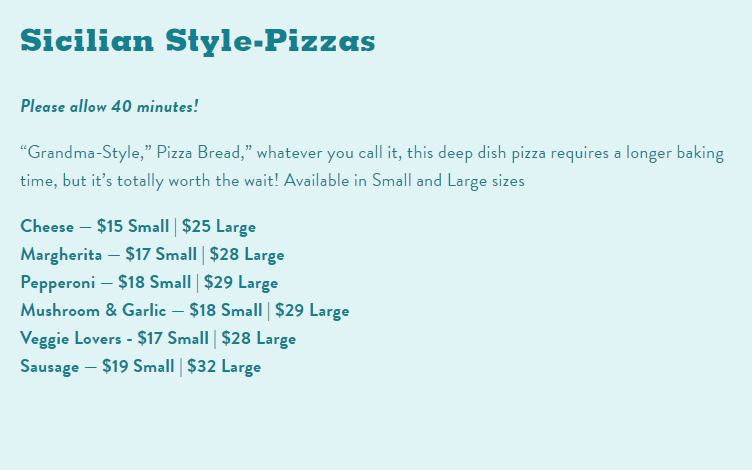 Sicilian Style-Pizzas
Please allow 40 minutes!
“Grandma-Style,” Pizza Bread,” whatever you call it, this deep dish pizza requires a longer baking
time, but it’s totally worth the wait! Available in Small and Large sizes
Cheese — $15 Small | $25 Large
Margherita — $17 Small | $28 Large
Pepperoni — $18 Small | $29 Large
Mushroom & Garlic — $18 Small | $29 Large
Veggie Lovers - $17 Small | $28 Large
Sausage — $19 Small | $32 Large